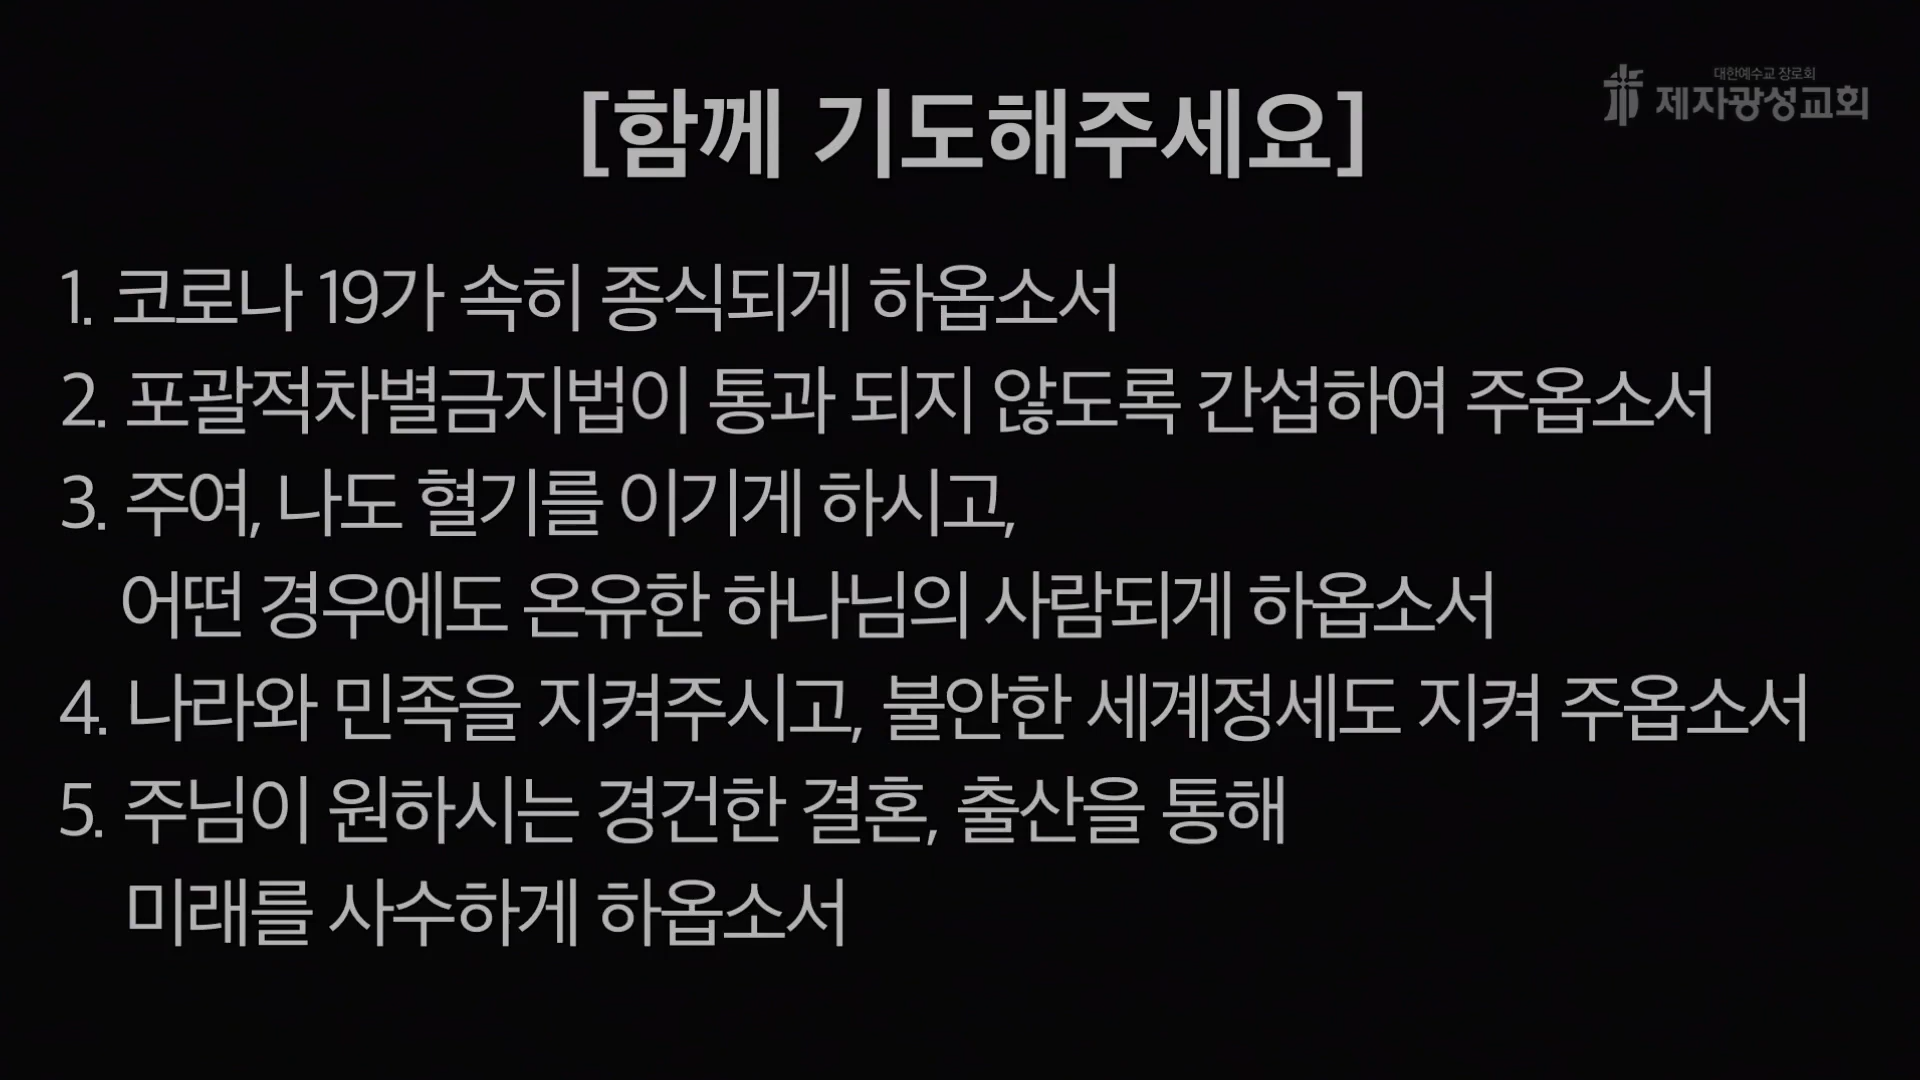 대한예수교 장로회
제자광성교회
[함께 기도해주세요]
1. 코로나 19가 속히 종식되게 하옵소서
2. 포괄적차별금지법이 통과 되지 않도록 간섭하여 주옵소서
3. 주여, 나도 혈기를 이기게 하시고,
어떤 경우에도 온유한 하나님의 사람되게 하옵소서
4. 나라와 민족을 지켜주시고, 불안한 세계정세도 지켜 주옵소서
5. 주님이 원하시는 경건한 결혼, 출산을 통해
미래를 사수하게 하옵소서